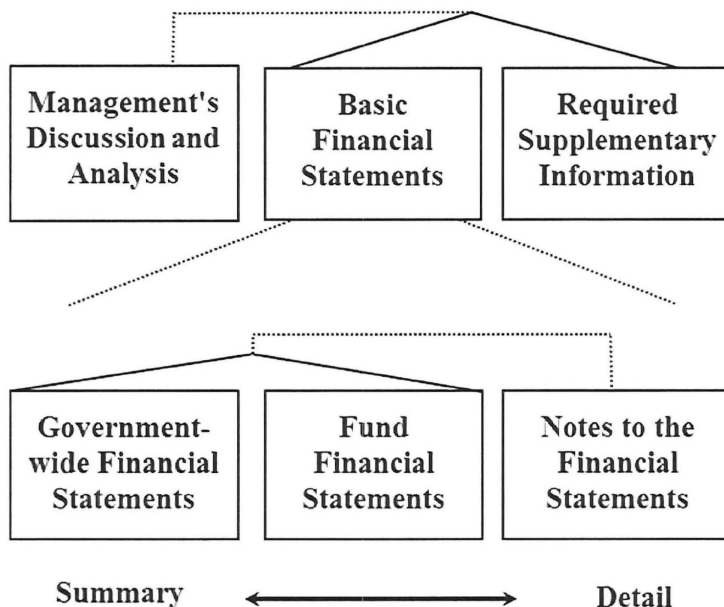 Management's
Discussion and
Analysis
Basic
Financial
Statements
Required
Supplementary
Information
Government-
wide Financial
Statements
Fund
Financial
Statements
Notes to the
Financial
Statements
Summary
Detail